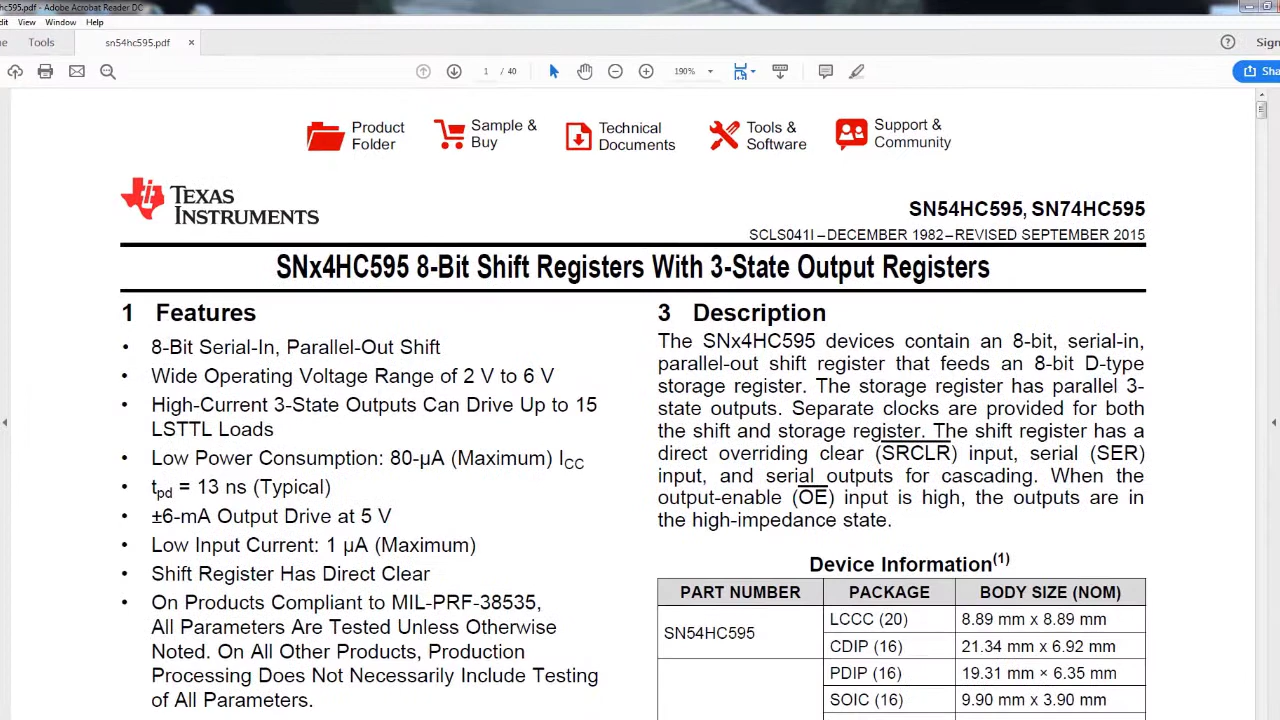 hc595.pdf - Adobe Acrobat Reader DC
dit View Window Help
me Tools sn54hc595.pdf × Sign
1 / 40 190% Sha
Product Folder
Sample & Buy
Technical Documents
Tools & Software
Support & Community
TEXAS
INSTRUMENTS
SN54HC595, SN74HC595
SCLS041I – DECEMBER 1982 – REVISED SEPTEMBER 2015
SNx4HC595 8-Bit Shift Registers With 3-State Output Registers
1 Features
• 8-Bit Serial-In, Parallel-Out Shift
• Wide Operating Voltage Range of 2 V to 6 V
• High-Current 3-State Outputs Can Drive Up to 15
LSTTL Loads
• Low Power Consumption: 80-μA (Maximum) ICC
• tpd = 13 ns (Typical)
• ±6-mA Output Drive at 5 V
• Low Input Current: 1 μA (Maximum)
• Shift Register Has Direct Clear
• On Products Compliant to MIL-PRF-38535,
All Parameters Are Tested Unless Otherwise
Noted. On All Other Products, Production
Processing Does Not Necessarily Include Testing
of All Parameters.
3 Description
The SNx4HC595 devices contain an 8-bit, serial-in,
parallel-out shift register that feeds an 8-bit D-type
storage register. The storage register has parallel 3-
state outputs. Separate clocks are provided for both
the shift and storage register. The shift register has a
direct overriding clear (SRCLR) input, serial (SER)
input, and serial outputs for cascading. When the
output-enable (OE) input is high, the outputs are in
the high-impedance state.
Device Information(1)
PART NUMBER PACKAGE BODY SIZE (NOM)
SN54HC595
LCCC (20) 8.89 mm x 8.89 mm
CDIP (16) 21.34 mm x 6.92 mm
PDIP (16) 19.31 mm × 6.35 mm
SOIC (16) 9.90 mm x 3.90 mm